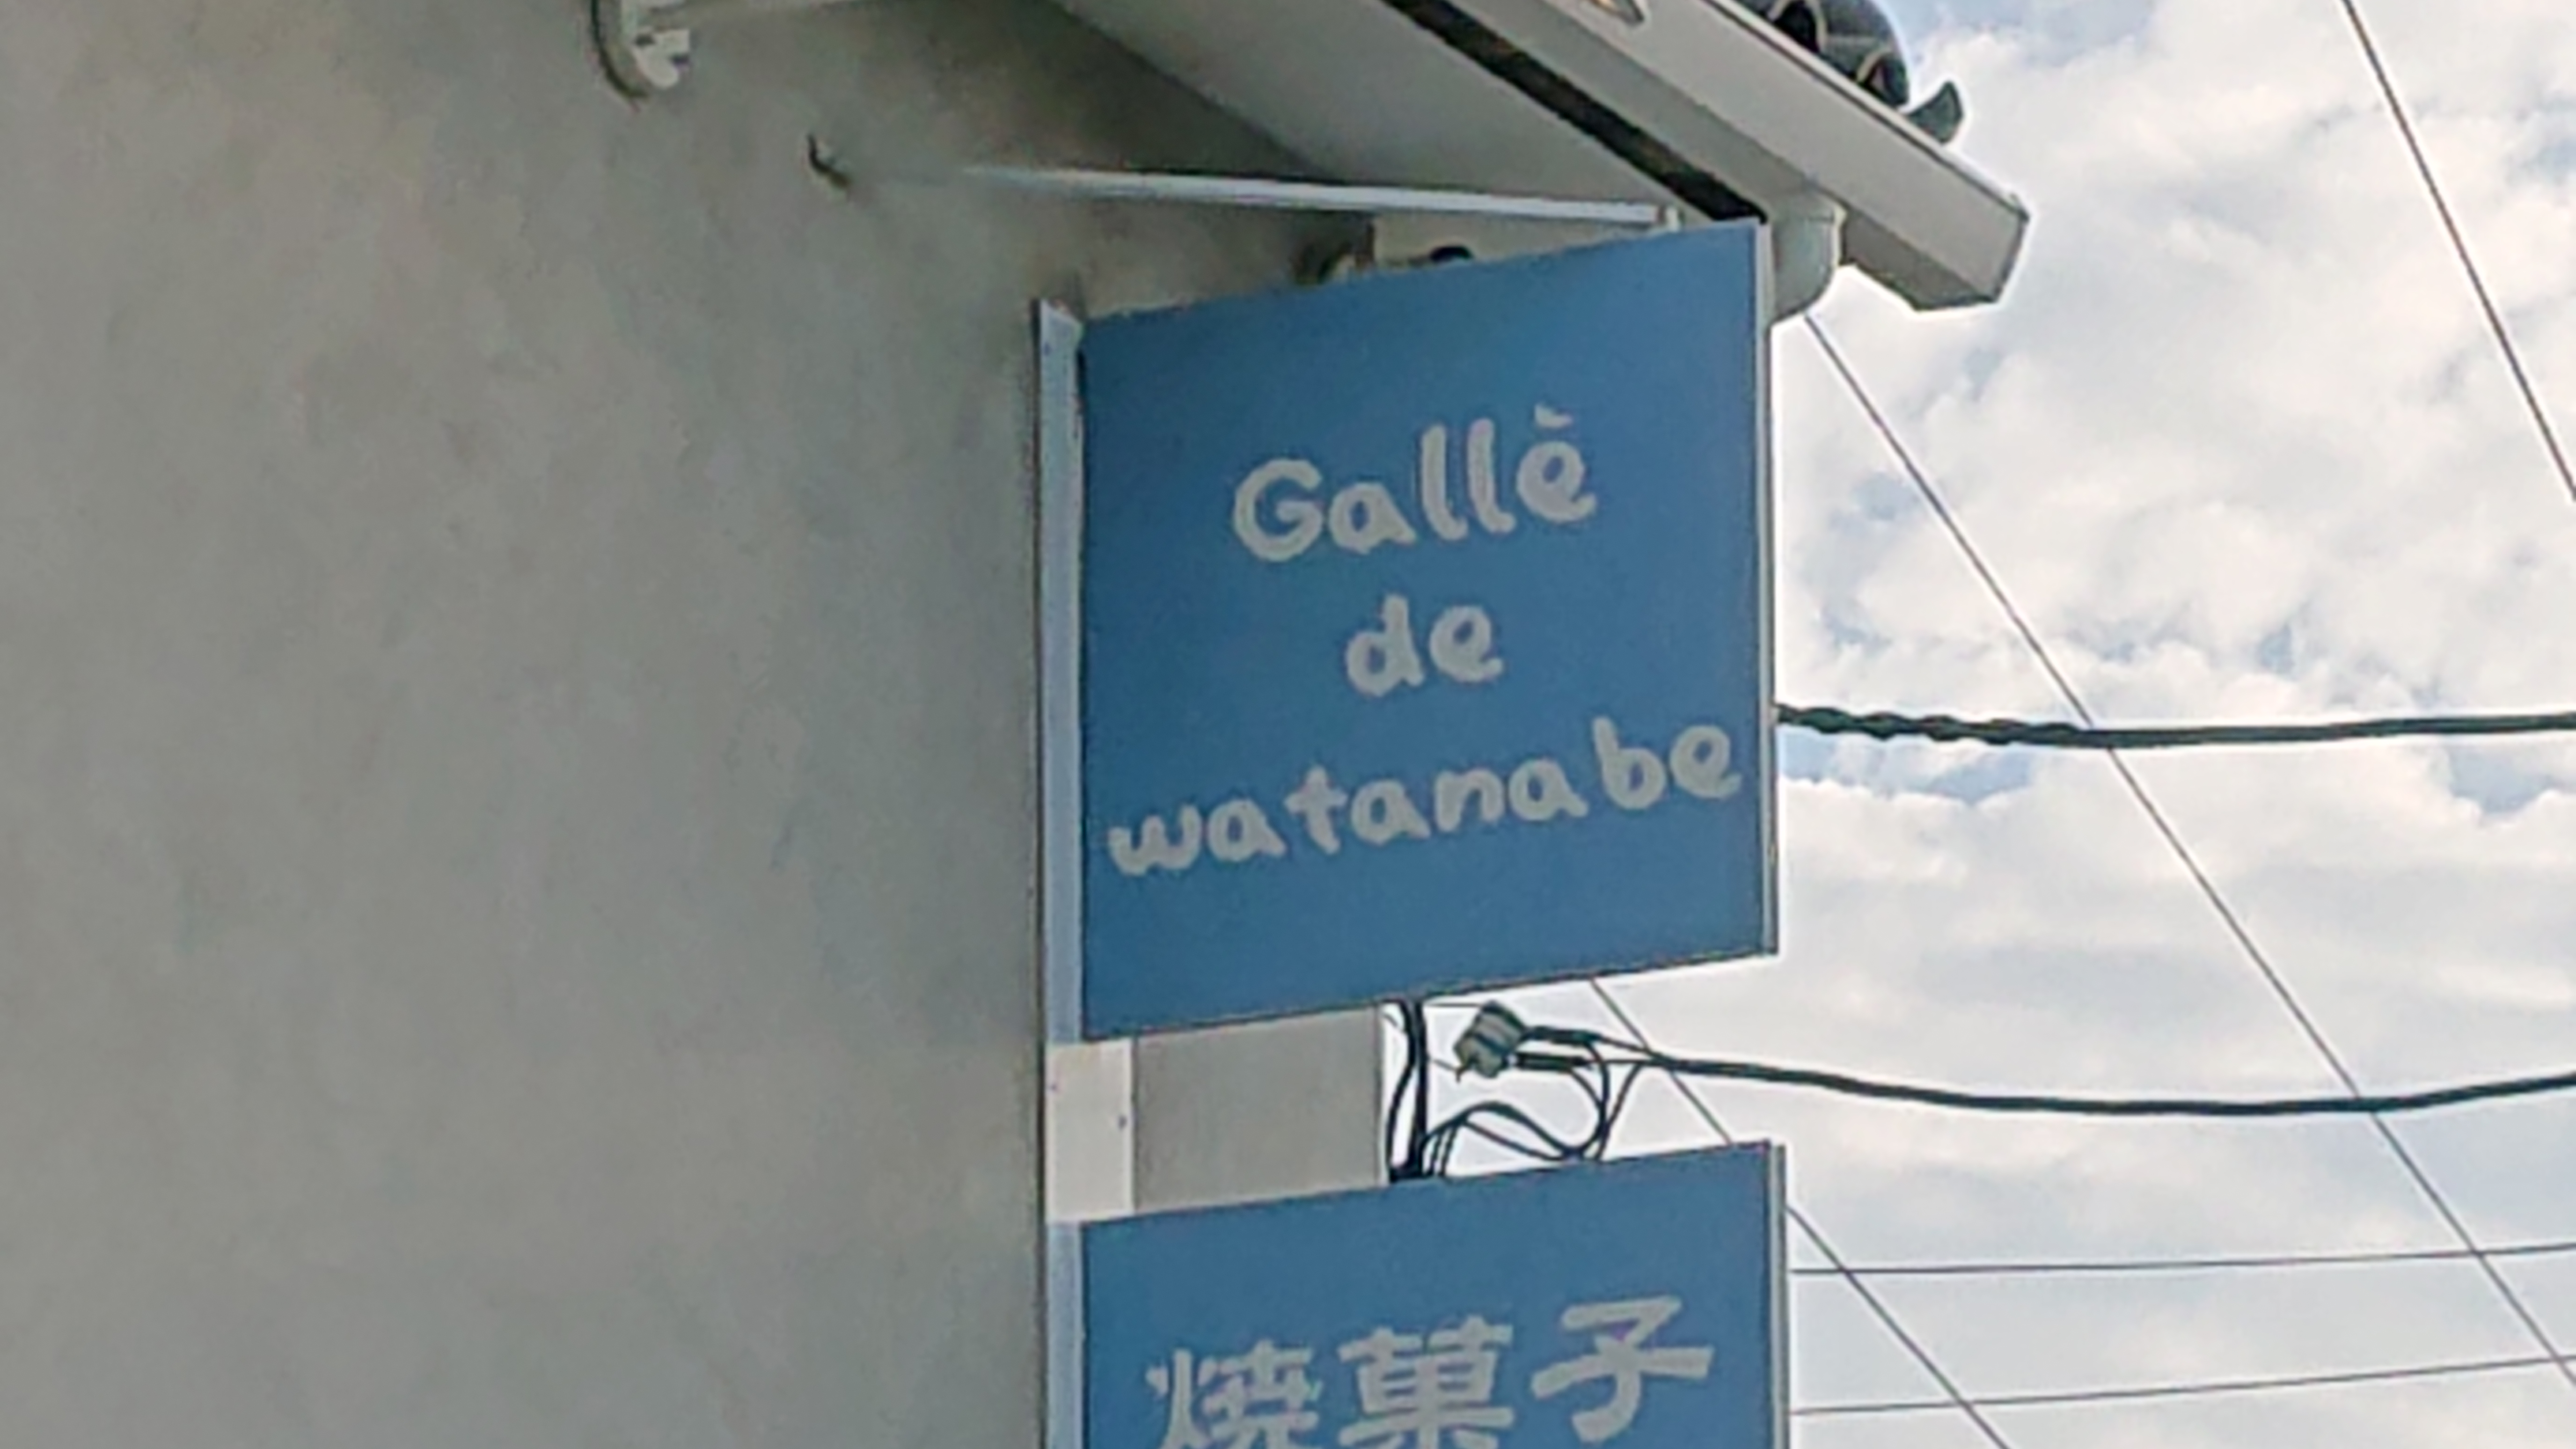 Gallè
de
watanabe
焼菓子